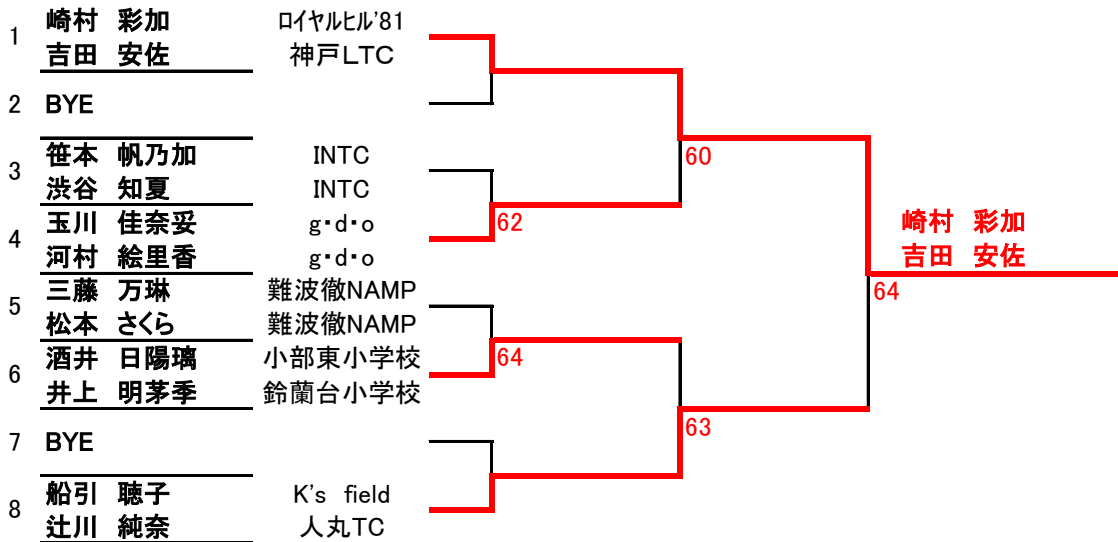 1 崎村 彩加 ロイヤルヒル'81
吉田 安佐 神戸LTC
2 BYE
3 笹本 帆乃加 INTC
渋谷 知夏 INTC
4 玉川 佳奈妥 g・d・o
河村 絵里香 g・d・o
5 三藤 万琳 難波徹NAMP
松本 さくら 難波徹NAMP
6 酒井 日陽璃 小部東小学校
井上 明茅季 鈴蘭台小学校
7 BYE
8 船引 聴子 K's field
辻川 純奈 人丸TC
62
64
60
63
崎村 彩加
吉田 安佐
64